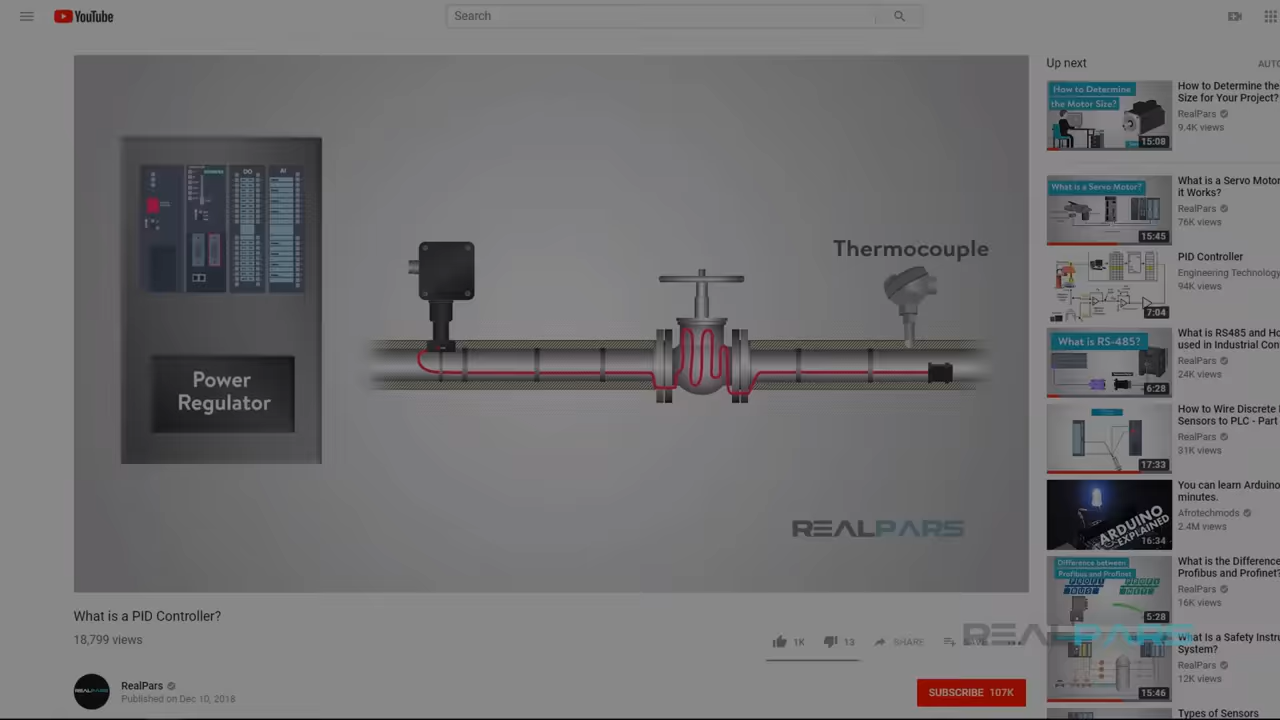 YouTube
Search
DO
AI
Power
Regulator
Thermocouple
REALPARS
What is a PID Controller?
18,799 views
1K
13
SHARE
RealPars
Published on Dec 10, 2018
SUBSCRIBE 107K
REALPARS
Up next
AUTO
How to Determine
the Motor Size?
15:08
How to Determine the
Size for Your Project?
RealPars
9.4K views
What is a Servo Motor?
15:45
What is a Servo Motor
it Works?
RealPars
76K views
7:04
PID Controller
Engineering Technology
94K views
What is RS-485?
6:28
What is RS485 and Ho
used in Industrial Con
RealPars
24K views
17:33
How to Wire Discrete
Sensors to PLC - Part
RealPars
31K views
ARDUINO
EXPLAINED
16:34
You can learn Arduino
minutes.
Afrotechmods
2.4M views
Difference between
Profibus and Profinet
5:28
What is the Difference
Profibus and Profinet?
RealPars
16K views
15:46
What Is a Safety Instru
System?
RealPars
12K views
Types of Sensors